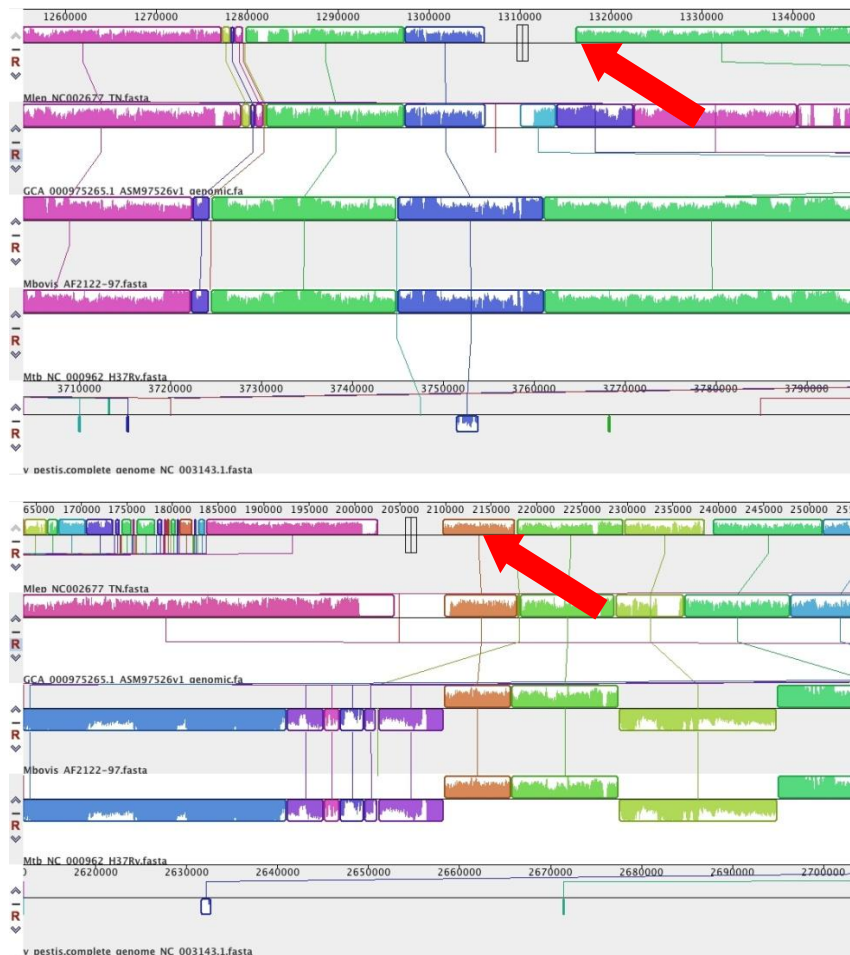 1260000 1270000 1280000 1290000 1300000 1310000 1320000 1330000 1340000
R
Mlep_NC002677_TN.fasta
R
GCA_000975265.1_ASM97526v1_genomic.fa
R
Mbovis_AF2122-97.fasta
R
Mtb_NC_000962_H37Rv.fasta
3710000 3720000 3730000 3740000 3750000 3760000 3770000 3780000 3790000
R
y_pestis.complete_genome_NC_003143.1.fasta
65000 170000 175000 180000 185000 190000 195000 200000 205000 210000 215000 220000 225000 230000 235000 240000 245000 250000 255
R
Mlep_NC002677_TN.fasta
R
GCA_000975265.1_ASM97526v1_genomic.fa
R
Mbovis_AF2122-97.fasta
R
Mtb_NC_000962_H37Rv.fasta
0 2620000 2630000 2640000 2650000 2660000 2670000 2680000 2690000 2700000
R
y_pestis.complete_genome_NC_003143.1.fasta